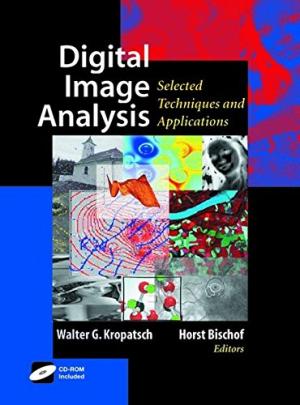 Digital
Image
Analysis
Selected
Techniques and
Applications
Walter G. Kropatsch
Horst Bischof
Editors
CD-ROM
Included